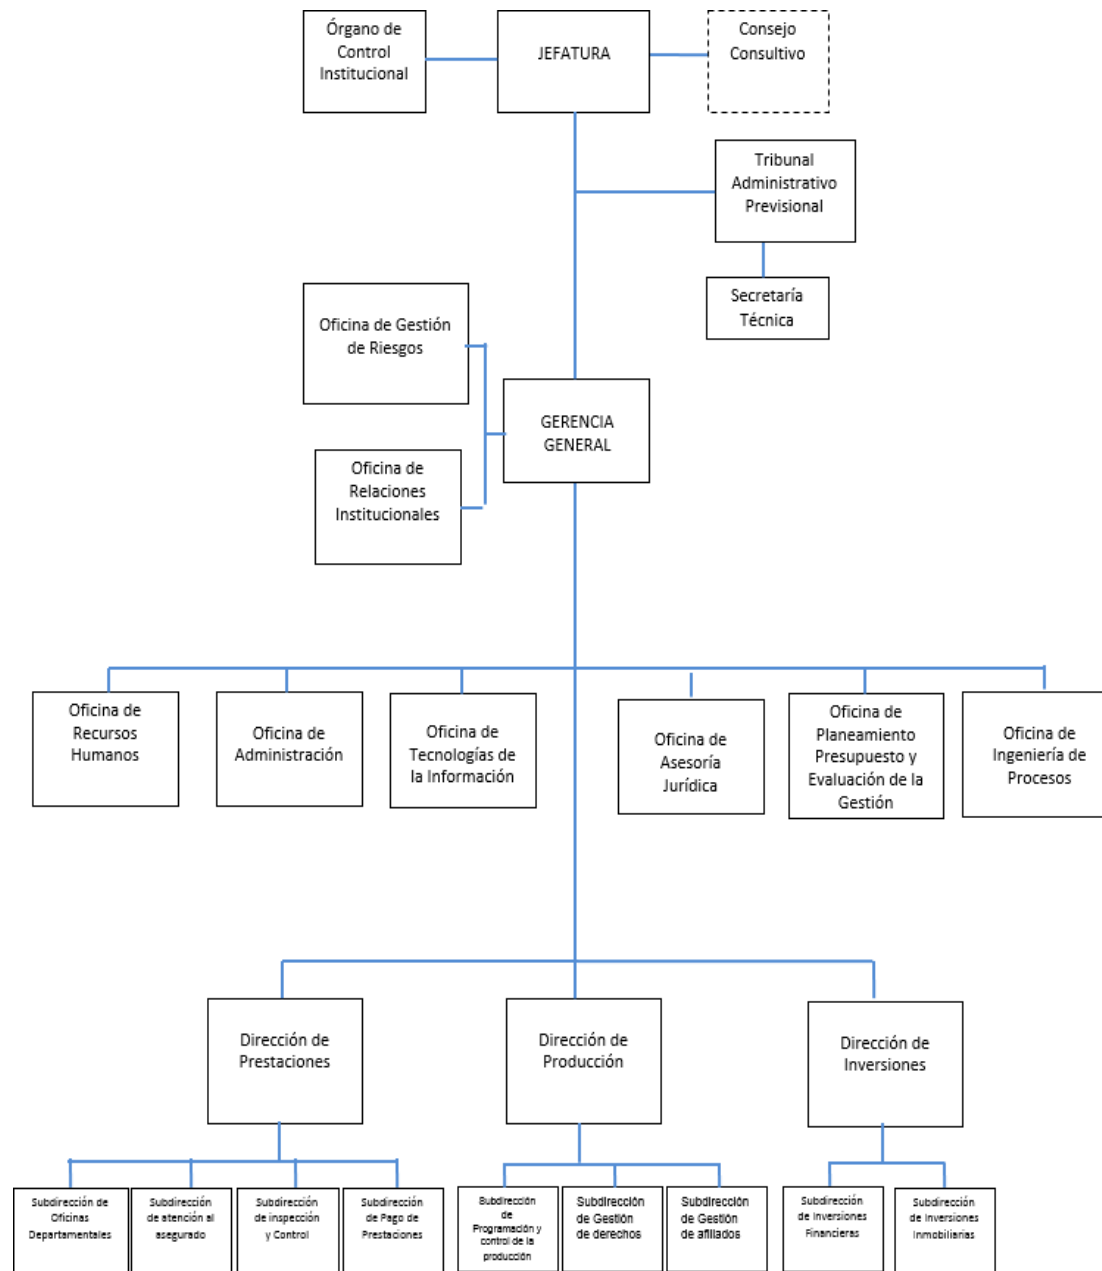 Órgano de
Control
Institucional
JEFATURA
Consejo
Consultivo
Tribunal
Administrativo
Previsional
Secretaría
Técnica
Oficina de Gestión
de Riesgos
GERENCIA
GENERAL
Oficina de
Relaciones
Institucionales
Oficina de
Recursos
Humanos
Oficina de
Administración
Oficina de
Tecnologías de
la Información
Oficina de
Asesoría
Jurídica
Oficina de
Planeamiento
Presupuesto y
Evaluación de la
Gestión
Oficina de
Ingeniería de
Procesos
Dirección de
Prestaciones
Dirección de
Producción
Dirección de
Inversiones
Subdirección de
Oficinas
Departamentales
Subdirección
de atención al
asegurado
Subdirección
de inspección
y Control
Subdirección
de Pago de
Prestaciones
Subdirección
de
Programación y
control de la
producción
Subdirección
de Gestión
de derechos
Subdirección
de Gestión
de afiliados
Subdirección
de Inversiones
Financieras
Subdirección
de Inversiones
Inmobiliarias